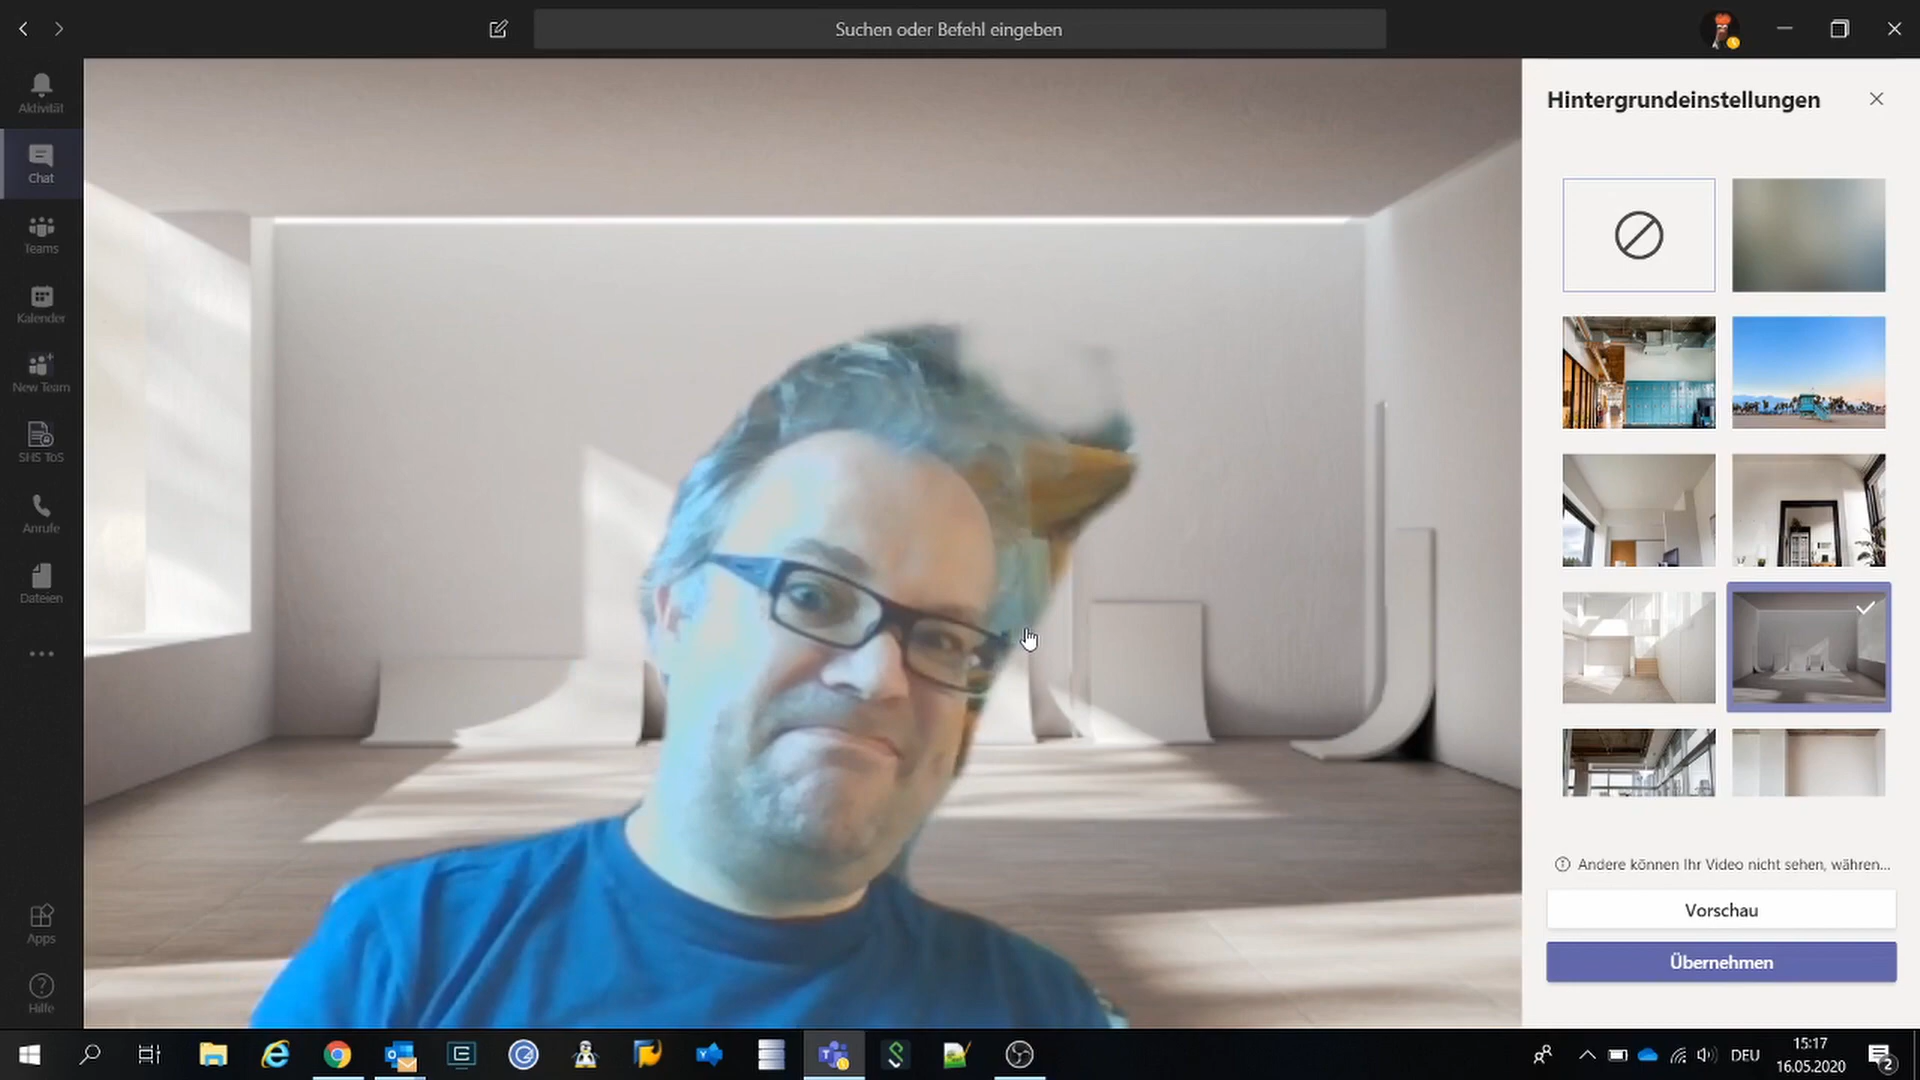 Suchen oder Befehl eingeben
Aktivität
Chat
Teams
Kalender
New Team
SHS ToS
Anrufe
Dateien
Apps
Hilfe
Hintergrundeinstellungen
Andere können Ihr Video nicht sehen, währen...
Vorschau
Übernehmen
DEU
15:17
16.05.2020
2